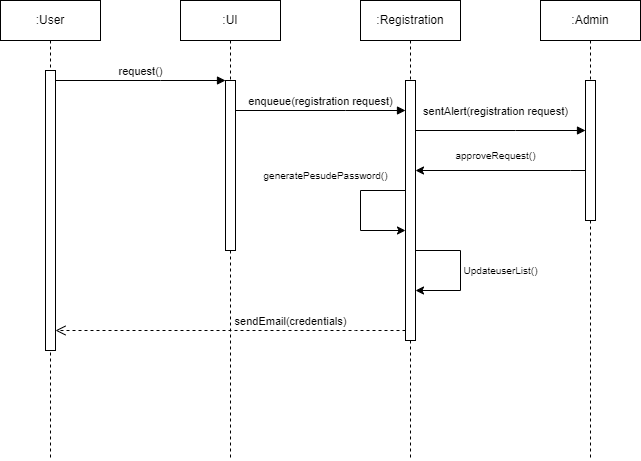 :User
:UI
:Registration
:Admin
request()
enqueue(registration request)
sentAlert(registration request)
approveRequest()
generatePesudePassword()
UpdateuserList()
sendEmail(credentials)